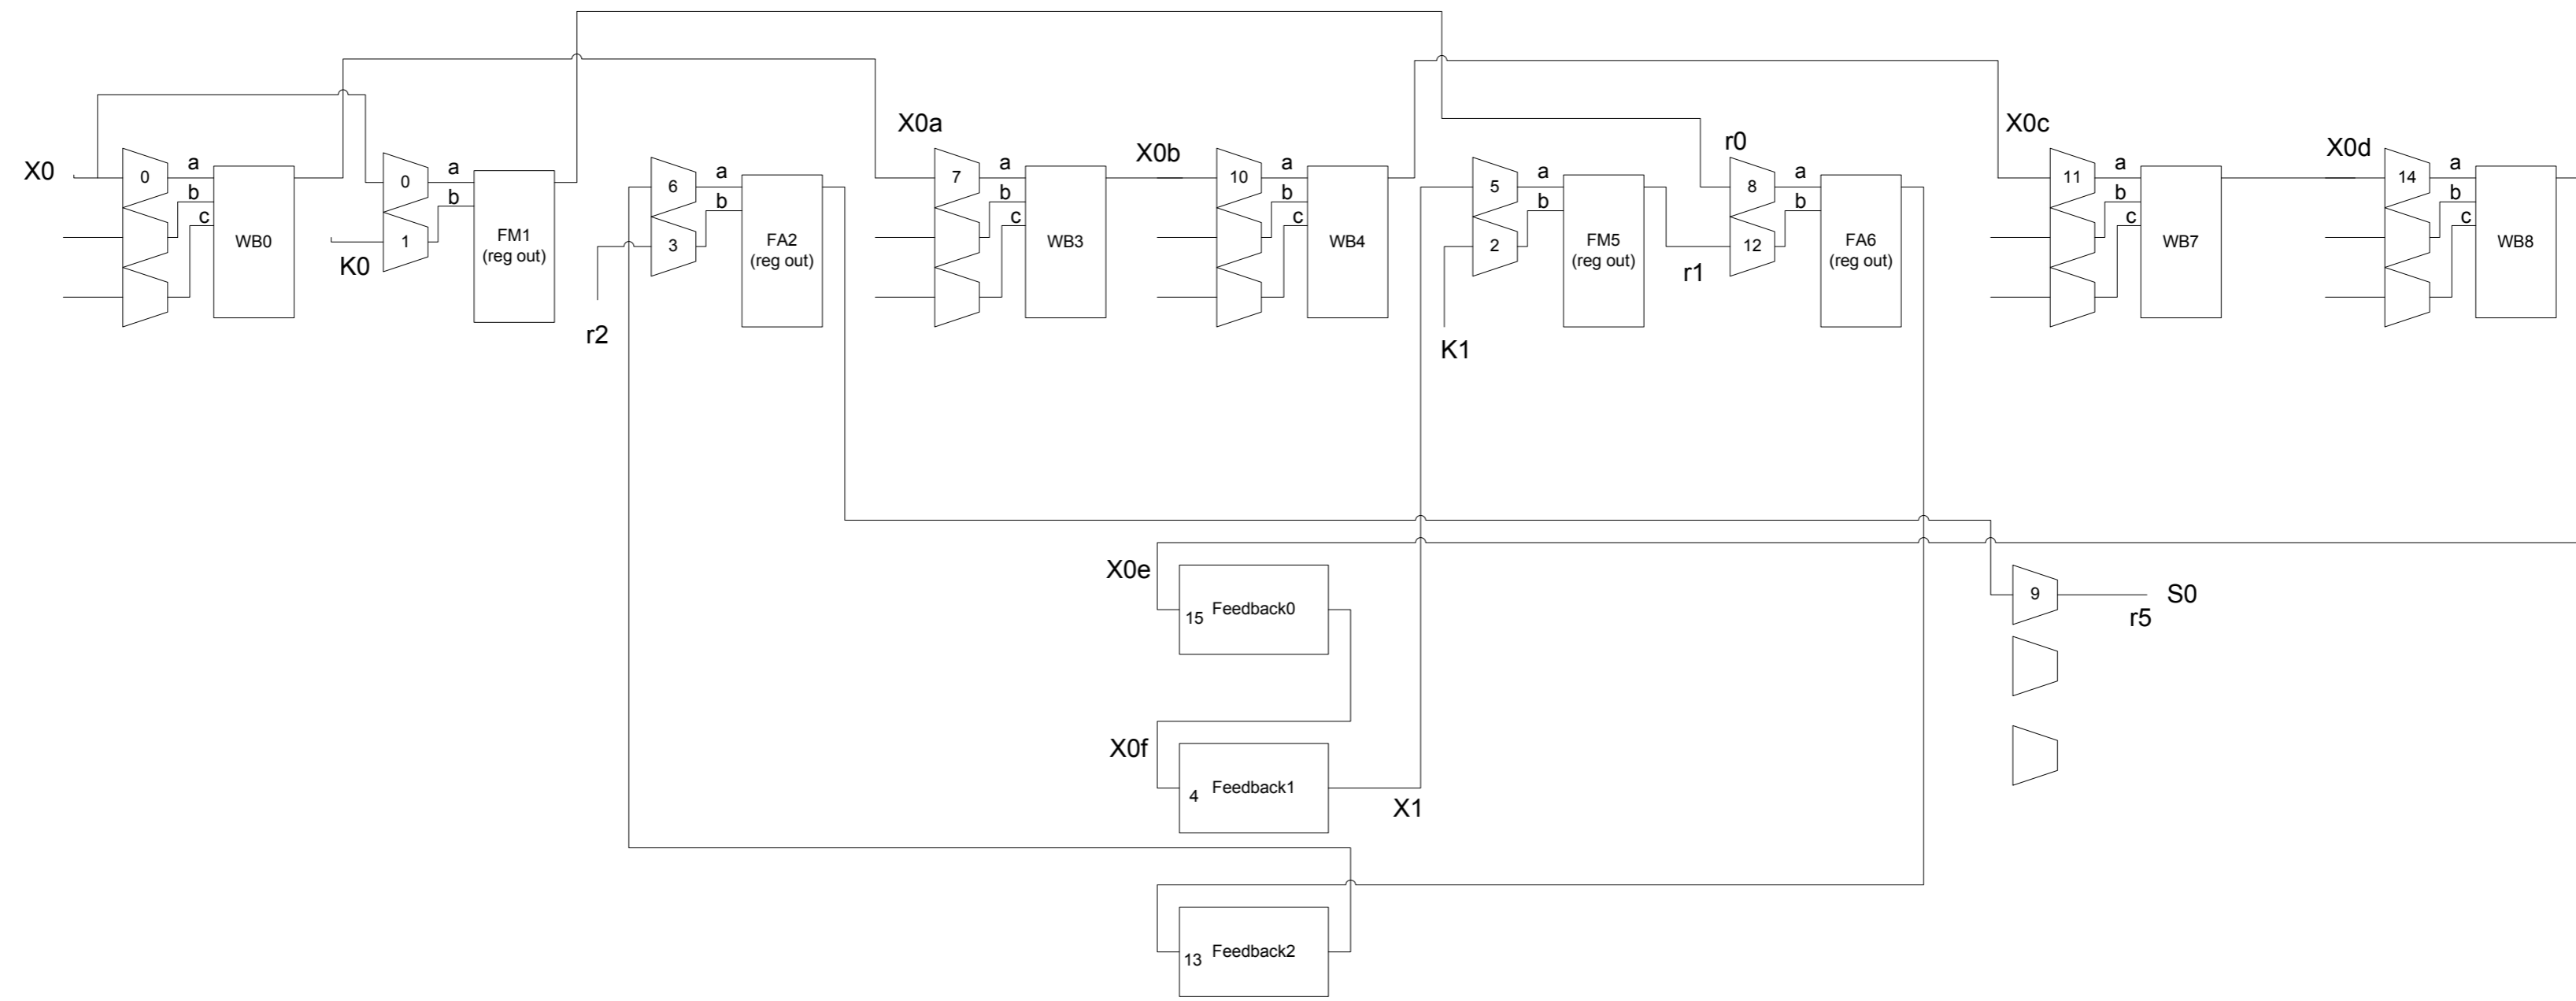 X0
0
a
b
c
WB0
0
1
a
b
K0
FM1
(reg out)
6
3
a
b
r2
FA2
(reg out)
X0a
7
a
b
c
WB3
X0b
10
a
b
c
WB4
5
2
a
b
K1
FM5
(reg out)
r0
r1
8
12
a
b
FA6
(reg out)
X0c
11
a
b
c
WB7
X0d
14
a
b
c
WB8
X0e
15
Feedback0
9
S0
r5
X0f
4
Feedback1
X1
13
Feedback2